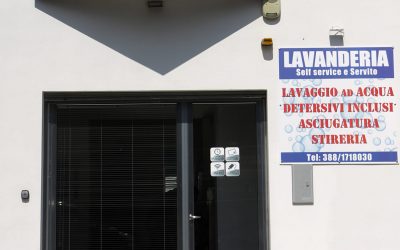 LAVANDERIA
Self service e Servito
LAVAGGIO AD ACQUA
DETERSIVI INCLUSI
ASCIUGATURA
STIRERIA
Tel: 388/1718030